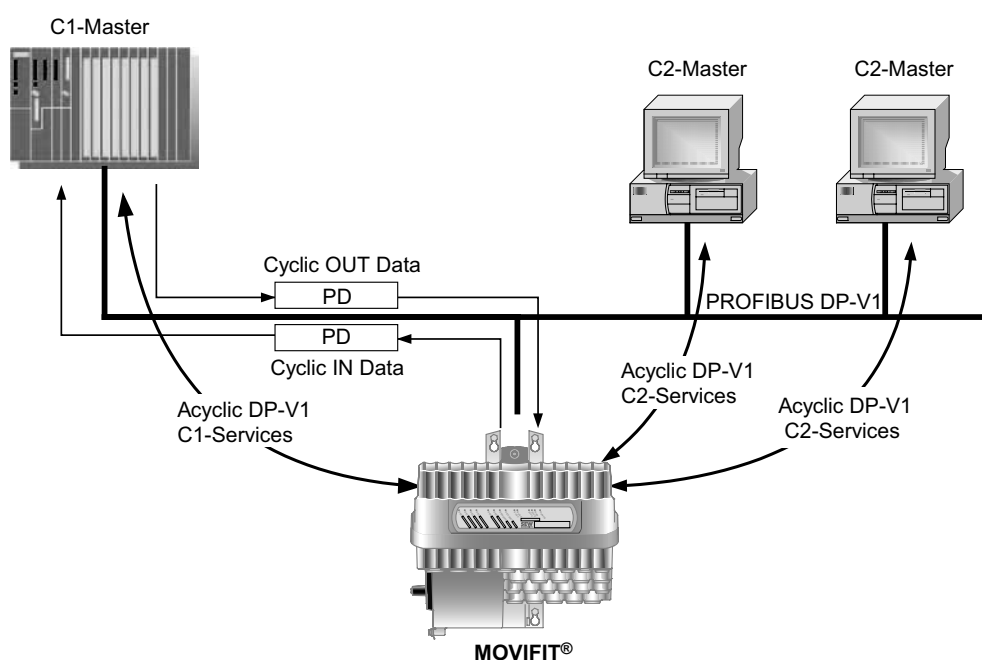 C1-Master
C2-Master
C2-Master
Cyclic OUT Data
PD
PROFIBUS DP-V1
PD
Cyclic IN Data
Acyclic DP-V1
C1-Services
Acyclic DP-V1
C2-Services
Acyclic DP-V1
C2-Services
MOVIFIT®